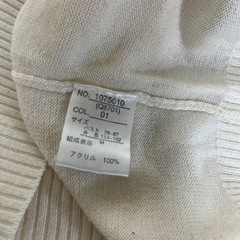 NO. 1075010
(Q6701)
COL. 01
サイズ
バスト 79-87
身長 154-162
組成表示 M
アクリル 100%